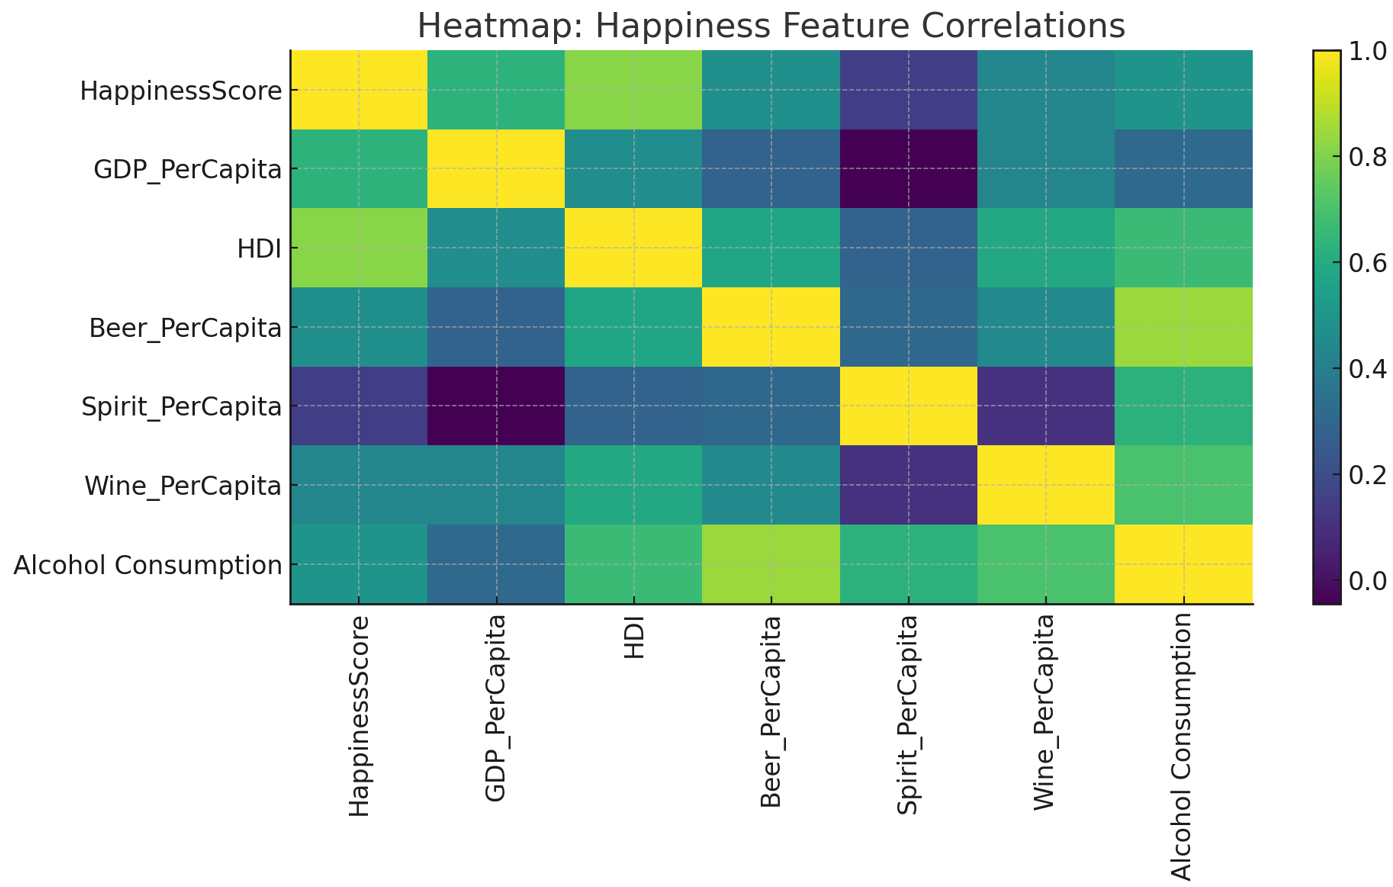 Heatmap: Happiness Feature Correlations
HappinessScore
GDP_PerCapita
HDI
Beer_PerCapita
Spirit_PerCapita
Wine_PerCapita
Alcohol Consumption
HappinessScore
GDP_PerCapita
HDI
Beer_PerCapita
Spirit_PerCapita
Wine_PerCapita
Alcohol Consumption
1.0
0.8
0.6
0.4
0.2
0.0